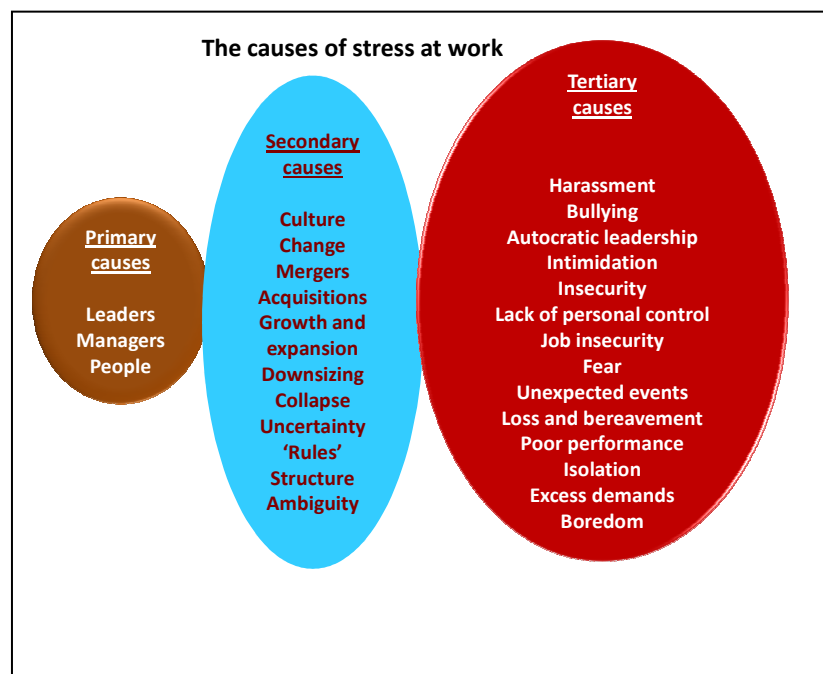 The causes of stress at work
Primary
causes
Leaders
Managers
People
Secondary
causes
Culture
Change
Mergers
Acquisitions
Growth and
expansion
Downsizing
Collapse
Uncertainty
‘Rules’
Structure
Ambiguity
Tertiary
causes
Harassment
Bullying
Autocratic leadership
Intimidation
Insecurity
Lack of personal control
Job insecurity
Fear
Unexpected events
Loss and bereavement
Poor performance
Isolation
Excess demands
Boredom